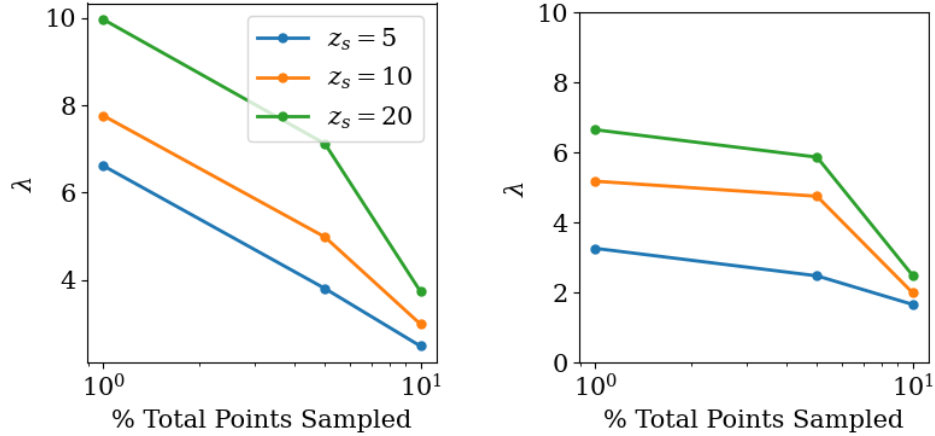 10
8
6
4
λ
z_s = 5
z_s = 10
z_s = 20
10^0
10^1
% Total Points Sampled
10
8
6
4
2
0
λ
10^0
10^1
% Total Points Sampled